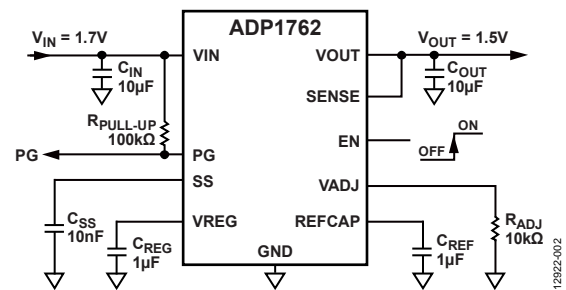 ADP1762
VIN = 1.7V
VIN
VOUT
VOUT = 1.5V
CIN
10µF
COUT
10µF
SENSE
RPULL-UP
100kΩ
EN
ON
OFF
PG
PG
SS
VADJ
CSS
10nF
VREG
REFCAP
RADJ
10kΩ
CREG
1µF
CREF
1µF
GND
12922-002